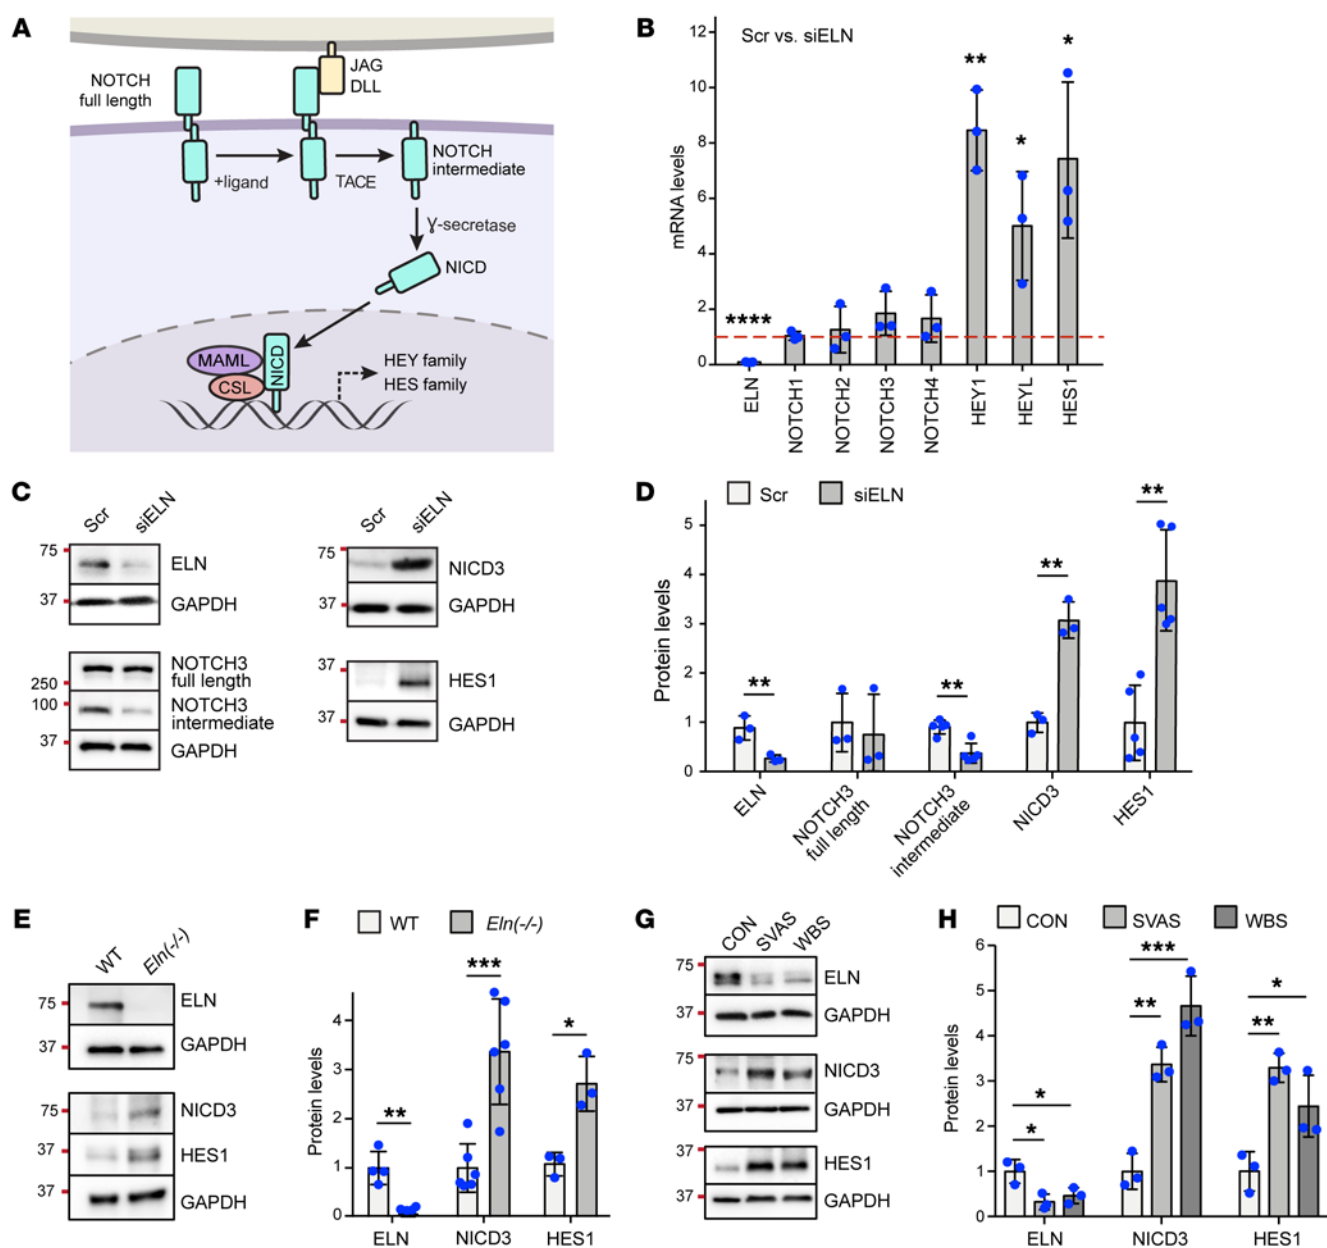 A
NOTCH
full length
JAG
DLL
+ligand
TACE
NOTCH
intermediate
Ɣ-secretase
NICD
MAML
CSL
NICD
HEY family
HES family
B
Scr vs. siELN
mRNA levels
12
10
8
6
4
2
0
****
**
*
*
ELN
NOTCH1
NOTCH2
NOTCH3
NOTCH4
HEY1
HEYL
HES1
C
Scr
siELN
75
ELN
37
GAPDH
NOTCH3
full length
250
100
NOTCH3
intermediate
37
GAPDH
Scr
siELN
75
NICD3
37
GAPDH
37
HES1
37
GAPDH
D
Scr
siELN
Protein levels
5
4
3
2
1
0
**
**
**
**
ELN
NOTCH3
full length
NOTCH3
intermediate
NICD3
HES1
E
WT
Eln(-/-)
75
ELN
37
GAPDH
75
NICD3
37
HES1
37
GAPDH
F
WT
Eln(-/-)
Protein levels
4
3
2
1
0
**
***
*
ELN
NICD3
HES1
G
CON
SVAS
WBS
75
ELN
37
GAPDH
75
NICD3
37
GAPDH
37
HES1
37
GAPDH
H
CON
SVAS
WBS
Protein levels
6
5
4
3
2
1
0
*
*
***
**
*
**
ELN
NICD3
HES1